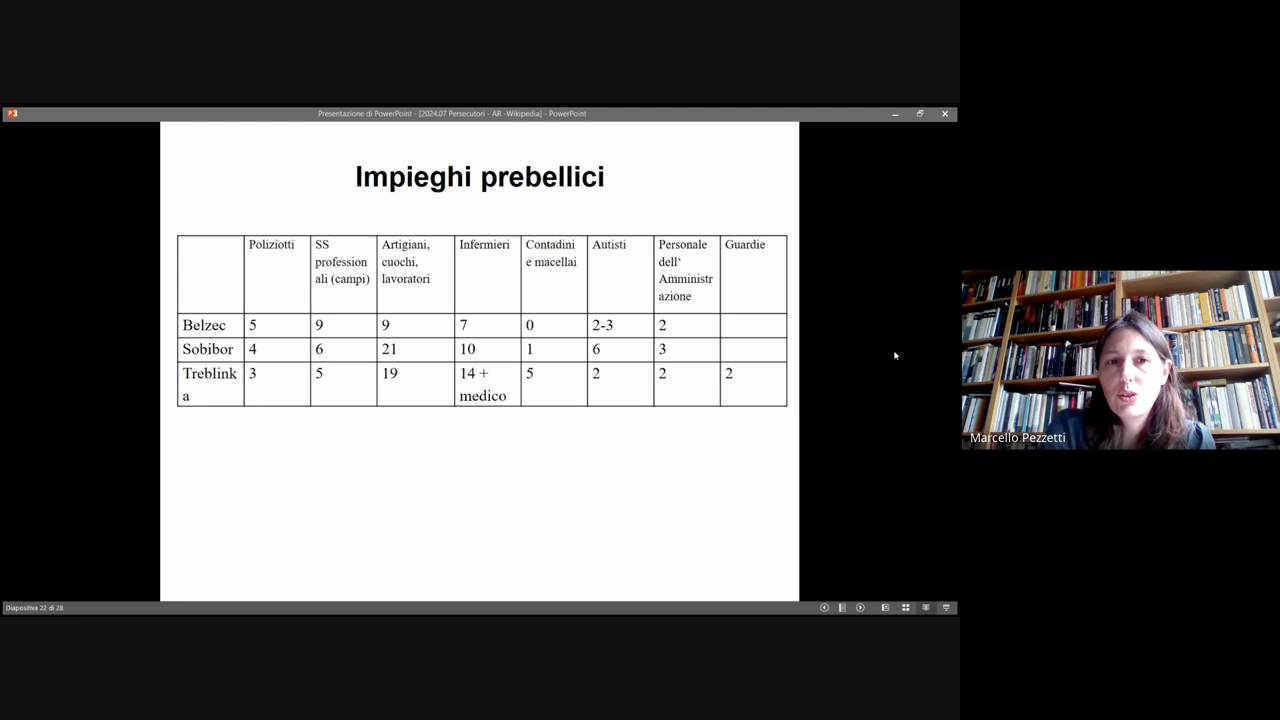 Presentazione di PowerPoint - [2024.07 Persecutori - AR -Wikipedia] - PowerPoint
Impieghi prebellici
Poliziotti
SS
profession
ali (campi)
Artigiani,
cuochi,
lavoratori
Infermieri
Contadini
e macellai
Autisti
Personale
dell‘
Amministr
azione
Guardie
Belzec 5 9 9 7 0 2-3 2
Sobibor 4 6 21 10 1 6 3
Treblink 3 5 19 14 + 5 2 2 2
a medico
Marcello Pezzetti
Diapositiva 22 di 28